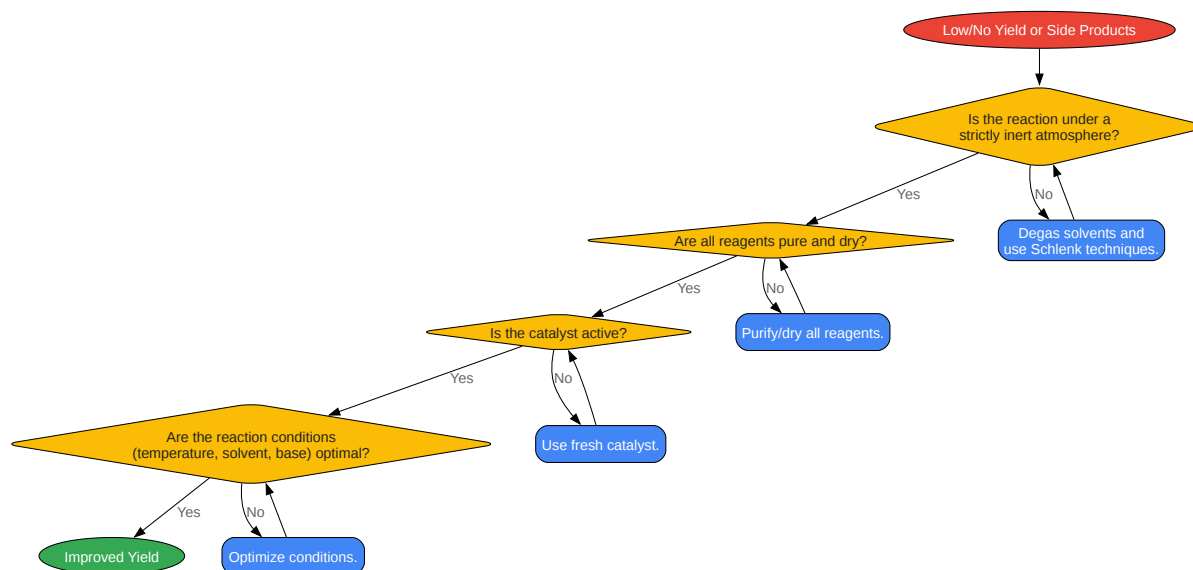 Low/No Yield or Side Products
Is the reaction under a
strictly inert atmosphere?
Yes
No
Degas solvents and
use Schlenk techniques.
Are all reagents pure and dry?
Yes
No
Purify/dry all reagents.
Is the catalyst active?
Yes
No
Use fresh catalyst.
Are the reaction conditions
(temperature, solvent, base) optimal?
Yes
No
Improved Yield
Optimize conditions.